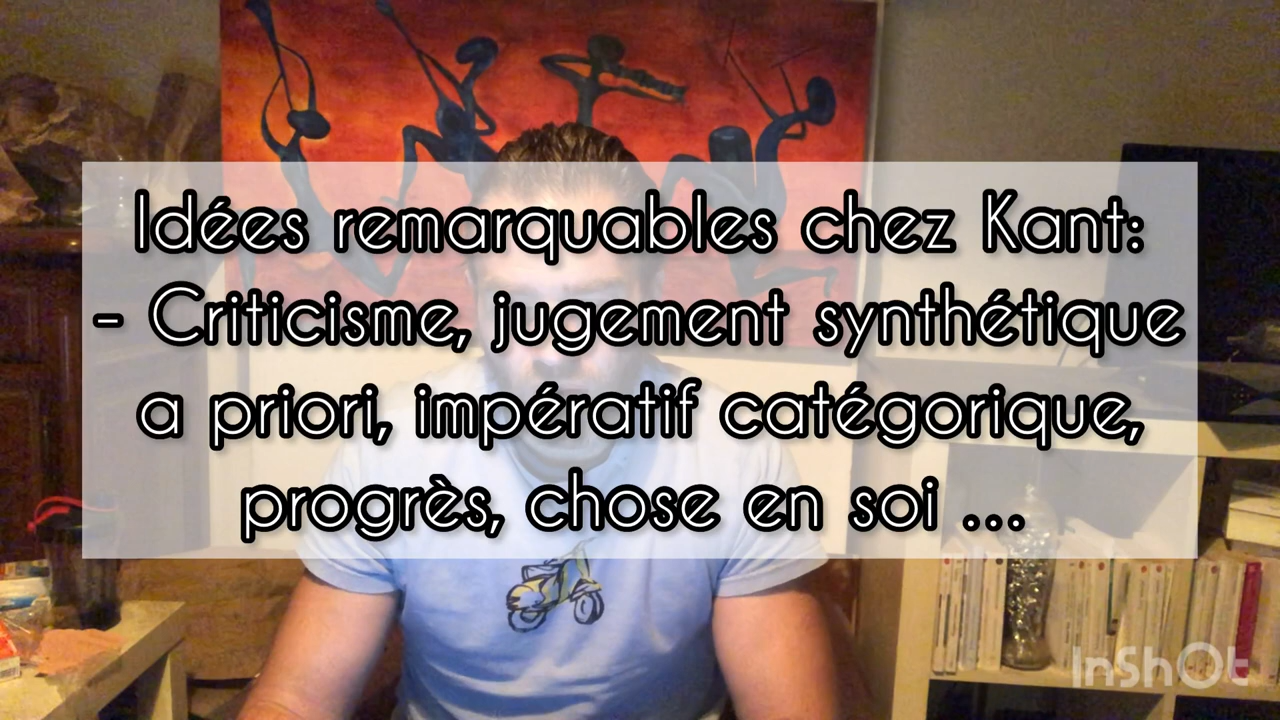 Idées remarquables chez Kant:
- Criticisme, jugement synthétique
a priori, impératif catégorique,
progrès, chose en soi ...
InShOt